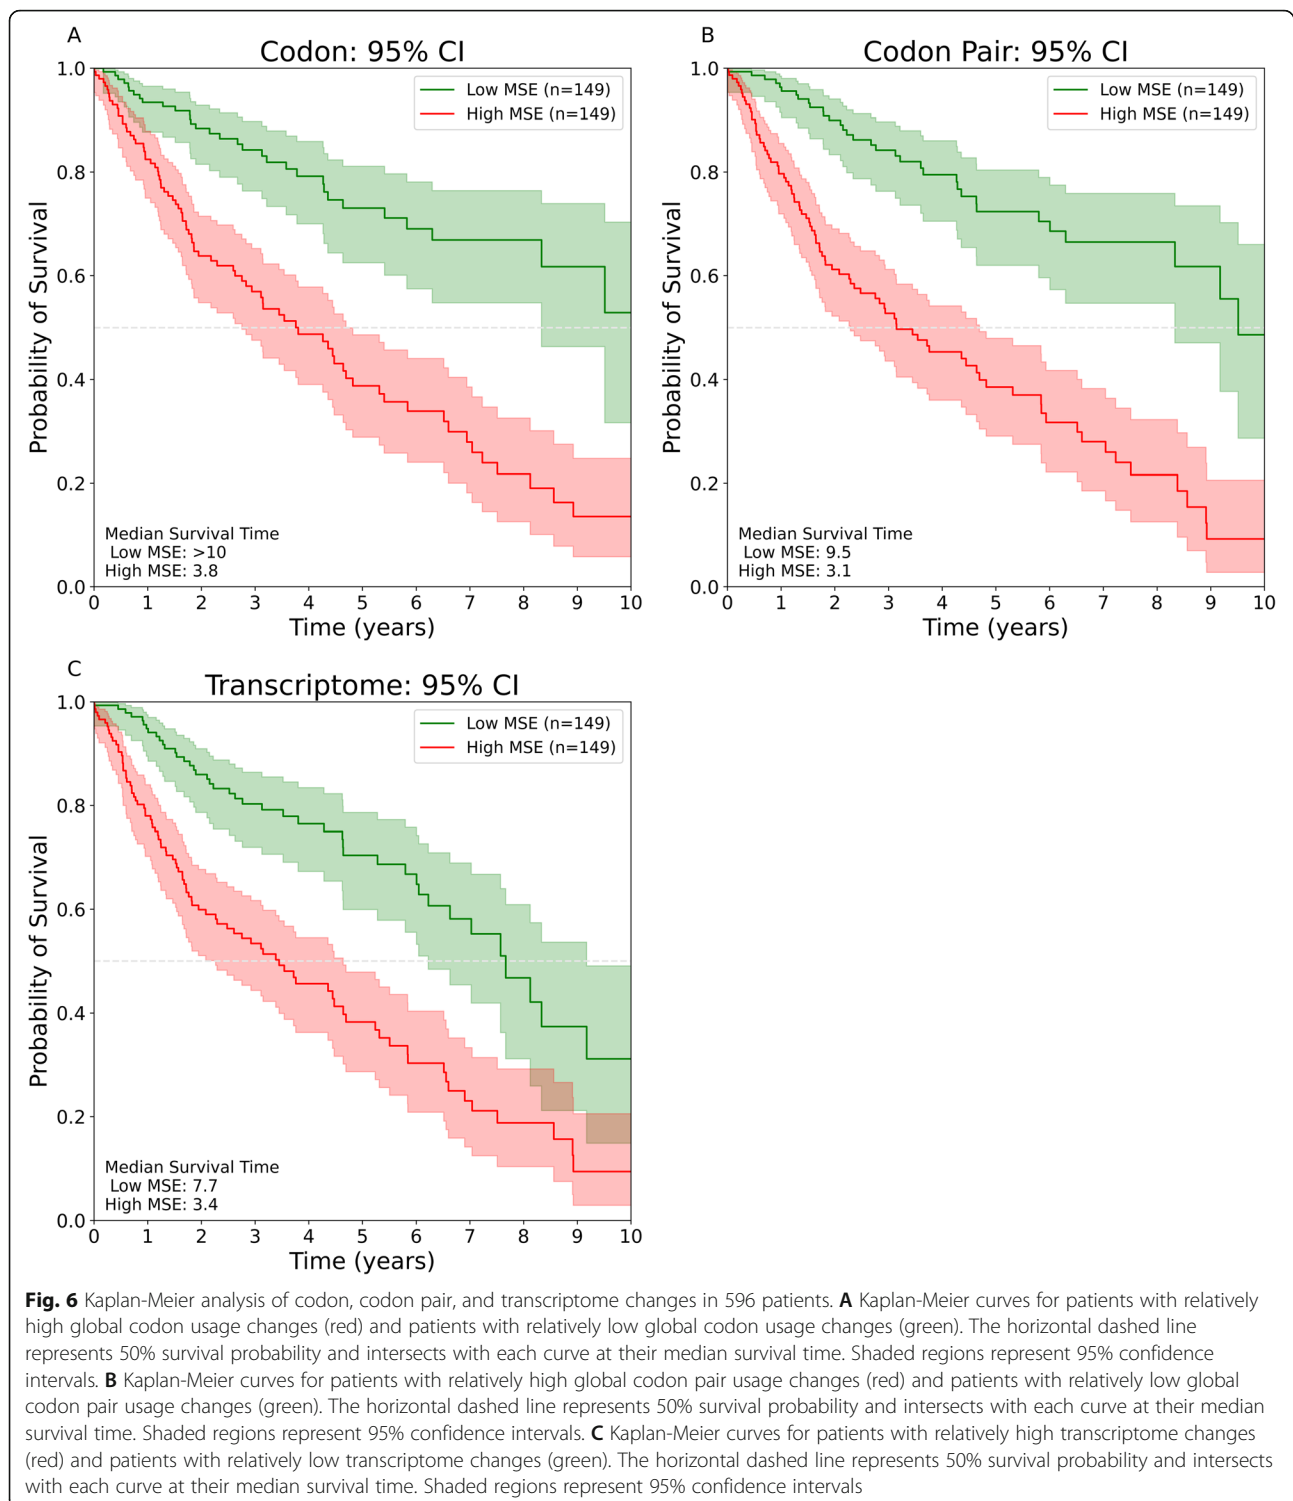 A
Codon: 95% CI
Low MSE (n=149)
High MSE (n=149)
Probability of Survival
1.0
0.8
0.6
0.4
0.2
0.0
Median Survival Time
Low MSE: >10
High MSE: 3.8
0 1 2 3 4 5 6 7 8 9 10
Time (years)
B
Codon Pair: 95% CI
Low MSE (n=149)
High MSE (n=149)
Probability of Survival
1.0
0.8
0.6
0.4
0.2
0.0
Median Survival Time
Low MSE: 9.5
High MSE: 3.1
0 1 2 3 4 5 6 7 8 9 10
Time (years)
C
Transcriptome: 95% CI
Low MSE (n=149)
High MSE (n=149)
Probability of Survival
1.0
0.8
0.6
0.4
0.2
0.0
Median Survival Time
Low MSE: 7.7
High MSE: 3.4
0 1 2 3 4 5 6 7 8 9 10
Time (years)
Fig. 6 Kaplan-Meier analysis of codon, codon pair, and transcriptome changes in 596 patients. A Kaplan-Meier curves for patients with relatively
high global codon usage changes (red) and patients with relatively low global codon usage changes (green). The horizontal dashed line
represents 50% survival probability and intersects with each curve at their median survival time. Shaded regions represent 95% confidence
intervals. B Kaplan-Meier curves for patients with relatively high global codon pair usage changes (red) and patients with relatively low global
codon pair usage changes (green). The horizontal dashed line represents 50% survival probability and intersects with each curve at their median
survival time. Shaded regions represent 95% confidence intervals. C Kaplan-Meier curves for patients with relatively high transcriptome changes
(red) and patients with relatively low transcriptome changes (green). The horizontal dashed line represents 50% survival probability and intersects
with each curve at their median survival time. Shaded regions represent 95% confidence intervals